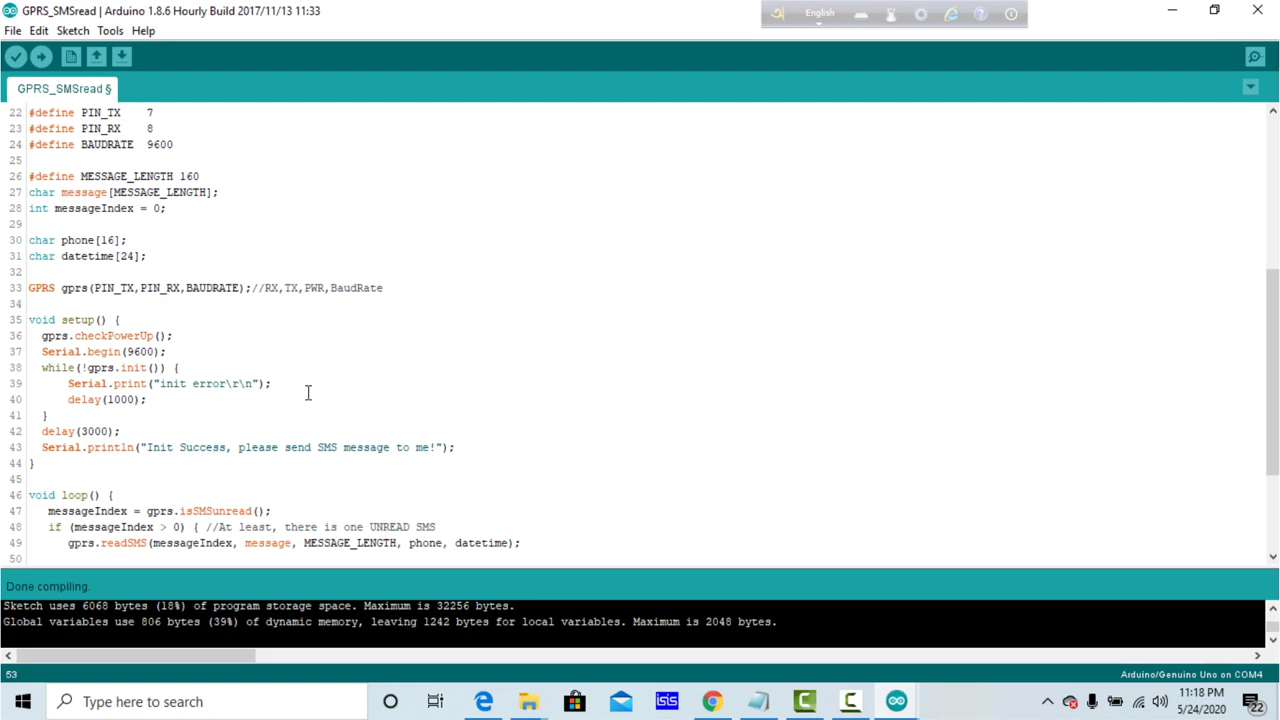 GPRS_SMSread | Arduino 1.8.6 Hourly Build 2017/11/13 11:33
English
File Edit Sketch Tools Help
GPRS_SMSread §
22 #define PIN_TX    7
23 #define PIN_RX    8
24 #define BAUDRATE  9600
25
26 #define MESSAGE_LENGTH 160
27 char message[MESSAGE_LENGTH];
28 int messageIndex = 0;
29
30 char phone[16];
31 char datetime[24];
32
33 GPRS gprs(PIN_TX,PIN_RX,BAUDRATE);//RX,TX,PWR,BaudRate
34
35 void setup() {
36   gprs.checkPowerUp();
37   Serial.begin(9600);
38   while(!gprs.init()) {
39       Serial.print("init error\r\n");
40       delay(1000);
41   }
42   delay(3000);
43   Serial.println("Init Success, please send SMS message to me!");
44 }
45
46 void loop() {
47    messageIndex = gprs.isSMSunread();
48    if (messageIndex > 0) { //At least, there is one UNREAD SMS
49       gprs.readSMS(messageIndex, message, MESSAGE_LENGTH, phone, datetime);
50
Done compiling.
Sketch uses 6068 bytes (18%) of program storage space. Maximum is 32256 bytes.
Global variables use 806 bytes (39%) of dynamic memory, leaving 1242 bytes for local variables. Maximum is 2048 bytes.
53 Arduino/Genuino Uno on COM4
Type here to search
isis
11:18 PM
5/24/2020
22